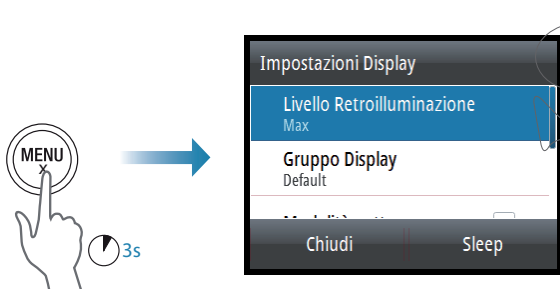 MENU
X
3s
Impostazioni Display
Livello Retroilluminazione
Max
Gruppo Display
Default
Chiudi
Sleep